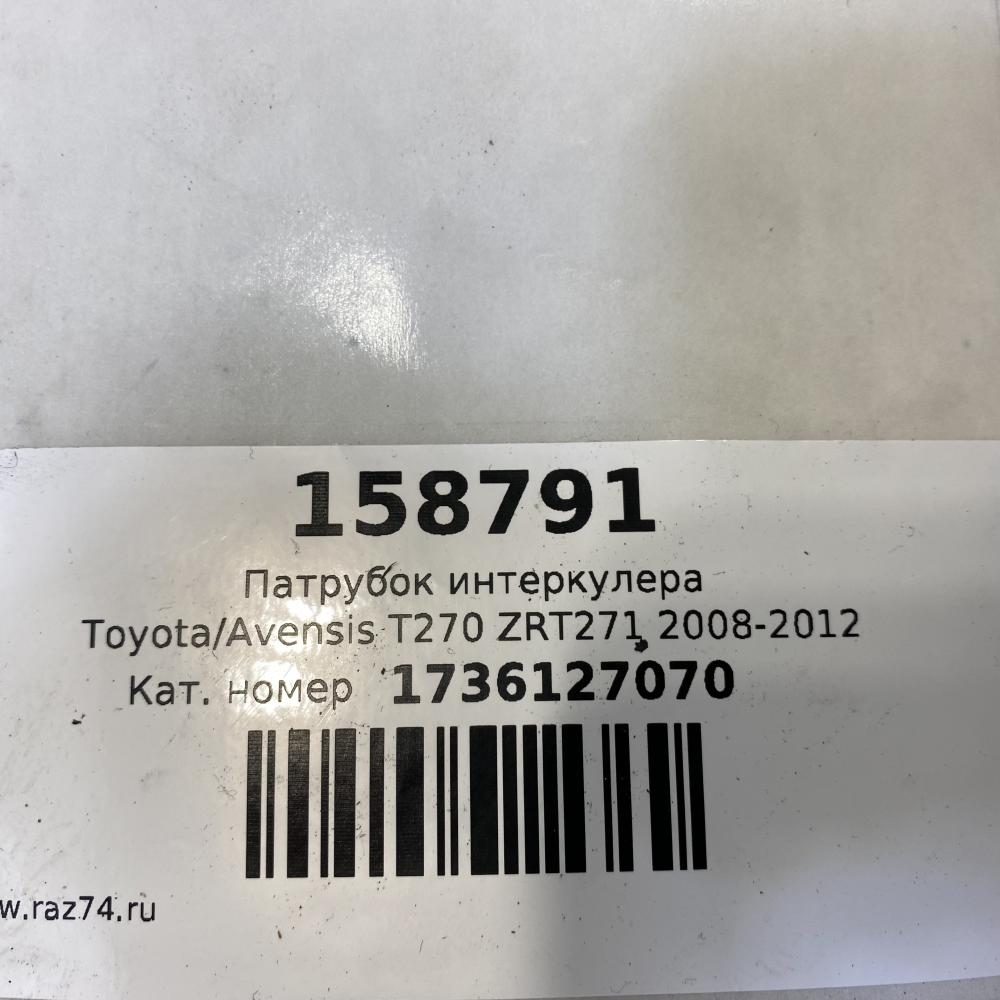 158791
Патрубок интеркулера
Toyota/Avensis T270 ZRT271 2008-2012
Кат. номер 1736127070
w.raz74.ru